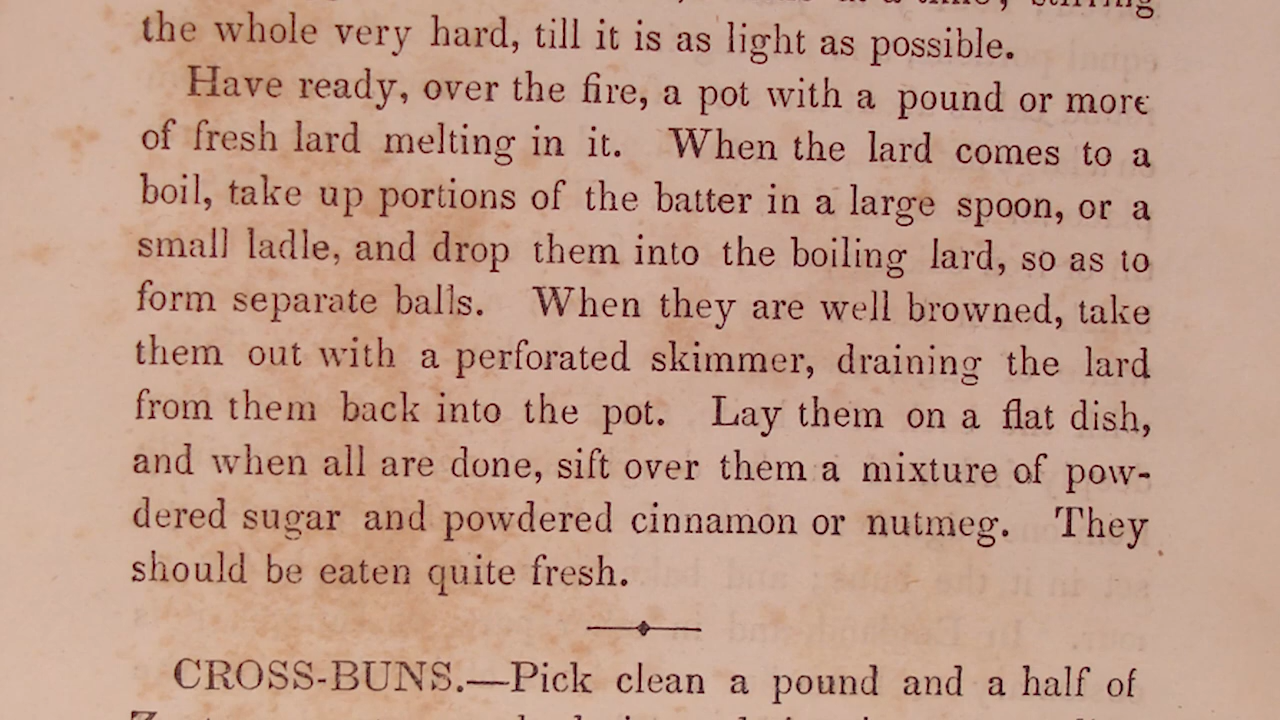 the whole very hard, till it is as light as possible.
Have ready, over the fire, a pot with a pound or more
of fresh lard melting in it. When the lard comes to a
boil, take up portions of the batter in a large spoon, or a
small ladle, and drop them into the boiling lard, so as to
form separate balls. When they are well browned, take
them out with a perforated skimmer, draining the lard
from them back into the pot. Lay them on a flat dish,
and when all are done, sift over them a mixture of pow-
dered sugar and powdered cinnamon or nutmeg. They
should be eaten quite fresh.
CROSS-BUNS.—Pick clean a pound and a half of